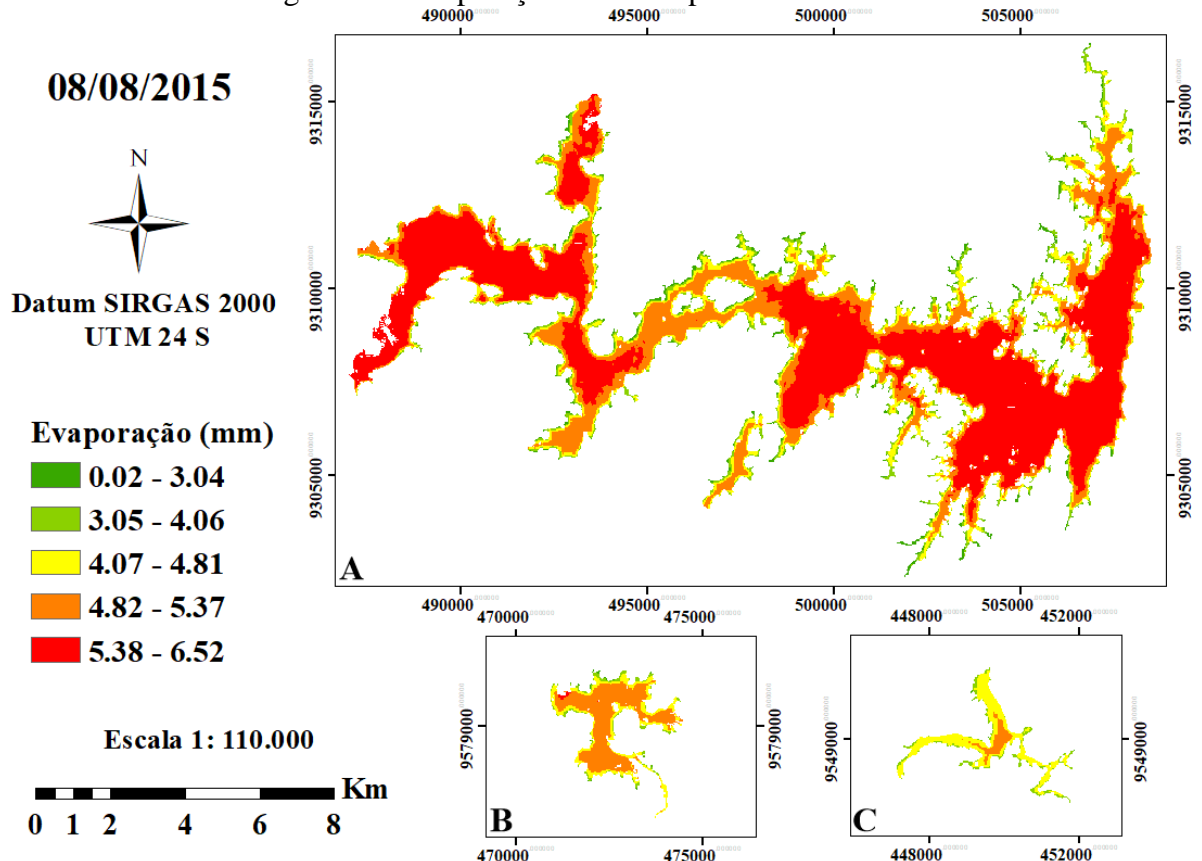 490000 495000 500000 505000
08/08/2015
N
Datum SIRGAS 2000
UTM 24 S
Evaporação (mm)
0.02 - 3.04
3.05 - 4.06
4.07 - 4.81
4.82 - 5.37
5.38 - 6.52
Escala 1: 110.000
Km
0 1 2 4 6 8
9315000 9315000
9310000 9310000
9305000 9305000
A
490000 495000 500000 505000
470000 475000
9579000 9579000
B
470000 475000
448000 452000
9549000 9549000
C
448000 452000